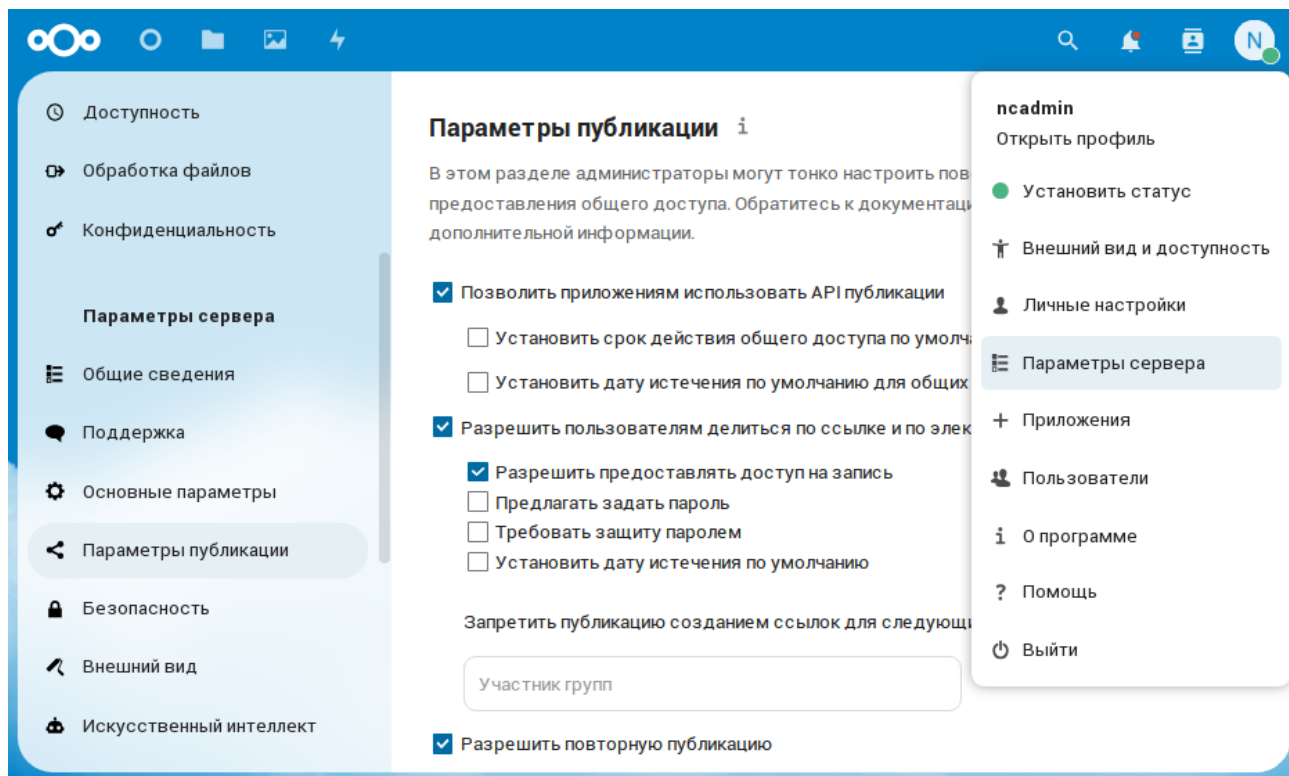 N
Доступность
Обработка файлов
Конфиденциальность
Параметры сервера
Общие сведения
Поддержка
Основные параметры
Параметры публикации
Безопасность
Внешний вид
Искусственный интеллект
Параметры публикации i
В этом разделе администраторы могут тонко настроить пов
предоставления общего доступа. Обратитесь к документаци
дополнительной информации.
Позволить приложениям использовать API публикации
Установить срок действия общего доступа по умолч
Установить дату истечения по умолчанию для общих
Разрешить пользователям делиться по ссылке и по элек
Разрешить предоставлять доступ на запись
Предлагать задать пароль
Требовать защиту паролем
Установить дату истечения по умолчанию
Запретить публикацию созданием ссылок для следующи
Участник групп
Разрешить повторную публикацию
ncadmin
Открыть профиль
Установить статус
Внешний вид и доступность
Личные настройки
Параметры сервера
Приложения
Пользователи
i О программе
? Помощь
Выйти